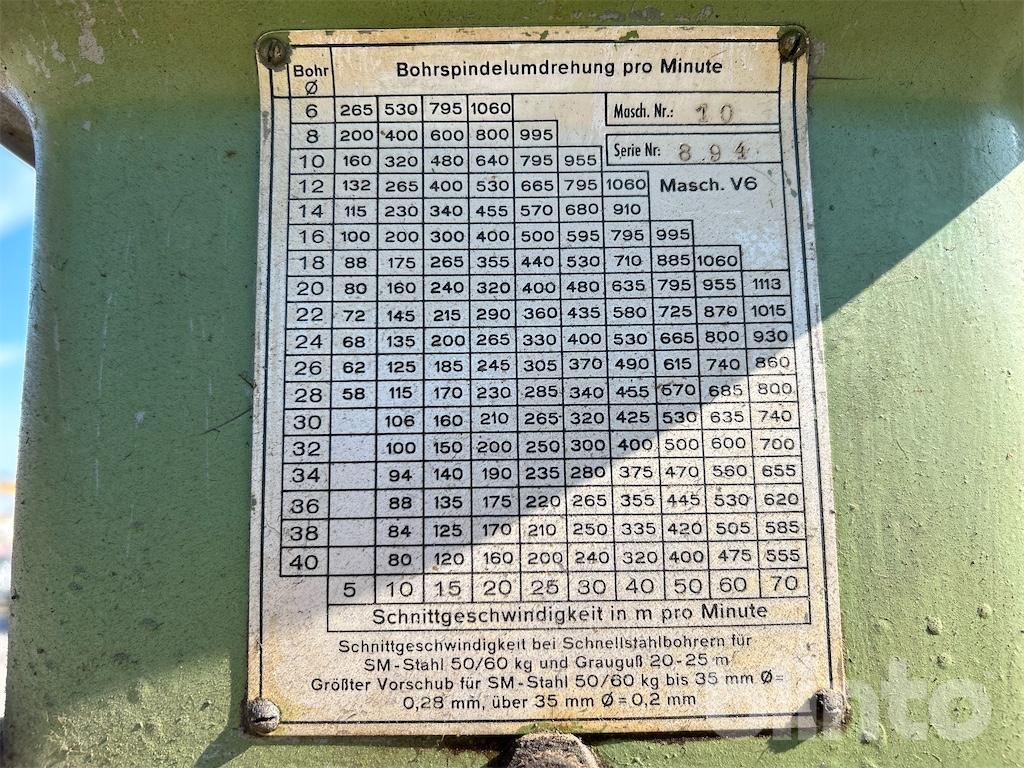 Bohr Ø Bohrspindelumdrehung pro Minute
6 265 530 795 1060 Masch. Nr.: 10
8 200 400 600 800 995 Serie Nr: 894
10 160 320 480 640 795 955
12 132 265 400 530 665 795 1060 Masch. V6
14 115 230 340 455 570 680 910
16 100 200 300 400 500 595 795 995
18 88 175 265 355 440 530 710 885 1060
20 80 160 240 320 400 480 635 795 955 1113
22 72 145 215 290 360 435 580 725 870 1015
24 68 135 200 265 330 400 530 665 800 930
26 62 125 185 245 305 370 490 615 740 860
28 58 115 170 230 285 340 455 570 685 800
30 106 160 210 265 320 425 530 635 740
32 100 150 200 250 300 400 500 600 700
34 94 140 190 235 280 375 470 560 655
36 88 135 175 220 265 355 445 530 620
38 84 125 170 210 250 335 420 505 585
40 80 120 160 200 240 320 400 475 555
5 10 15 20 25 30 40 50 60 70
Schnittgeschwindigkeit in m pro Minute
Schnittgeschwindigkeit bei Schnellstahlbohrern für
SM-Stahl 50/60 kg und Grauguß 20-25 m/
Größter Vorschub für SM-Stahl 50/60 kg bis 35 mm Ø=
0,28 mm, über 35 mm Ø=0,2 mm